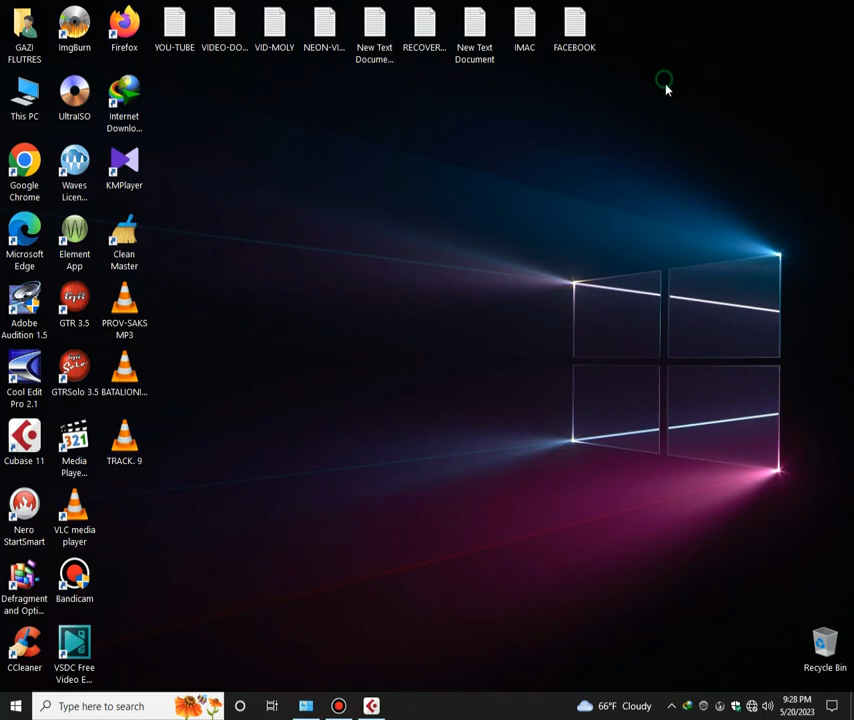 GAZI
FLUTRES
ImgBurn
Firefox
YOU-TUBE
VIDEO-DO...
VID-MOLY
NEON-VI...
New Text
Docume...
RECOVER...
New Text
Document
IMAC
FACEBOOK
This PC
UltraISO
Internet
Downlo...
Google
Chrome
Waves
Licen...
KMPlayer
Microsoft
Edge
Element
App
Clean
Master
Adobe
Audition 1.5
GTR 3.5
PROV-SAKS
MP3
Cool Edit
Pro 2.1
GTRSolo 3.5
BATALIONI...
Cubase 11
Media
Playe...
TRACK. 9
Nero
StartSmart
VLC media
player
Defragment
and Opti...
Bandicam
CCleaner
VSDC Free
Video E...
Recycle Bin
Type here to search
66°F Cloudy
9:28 PM
5/20/2023